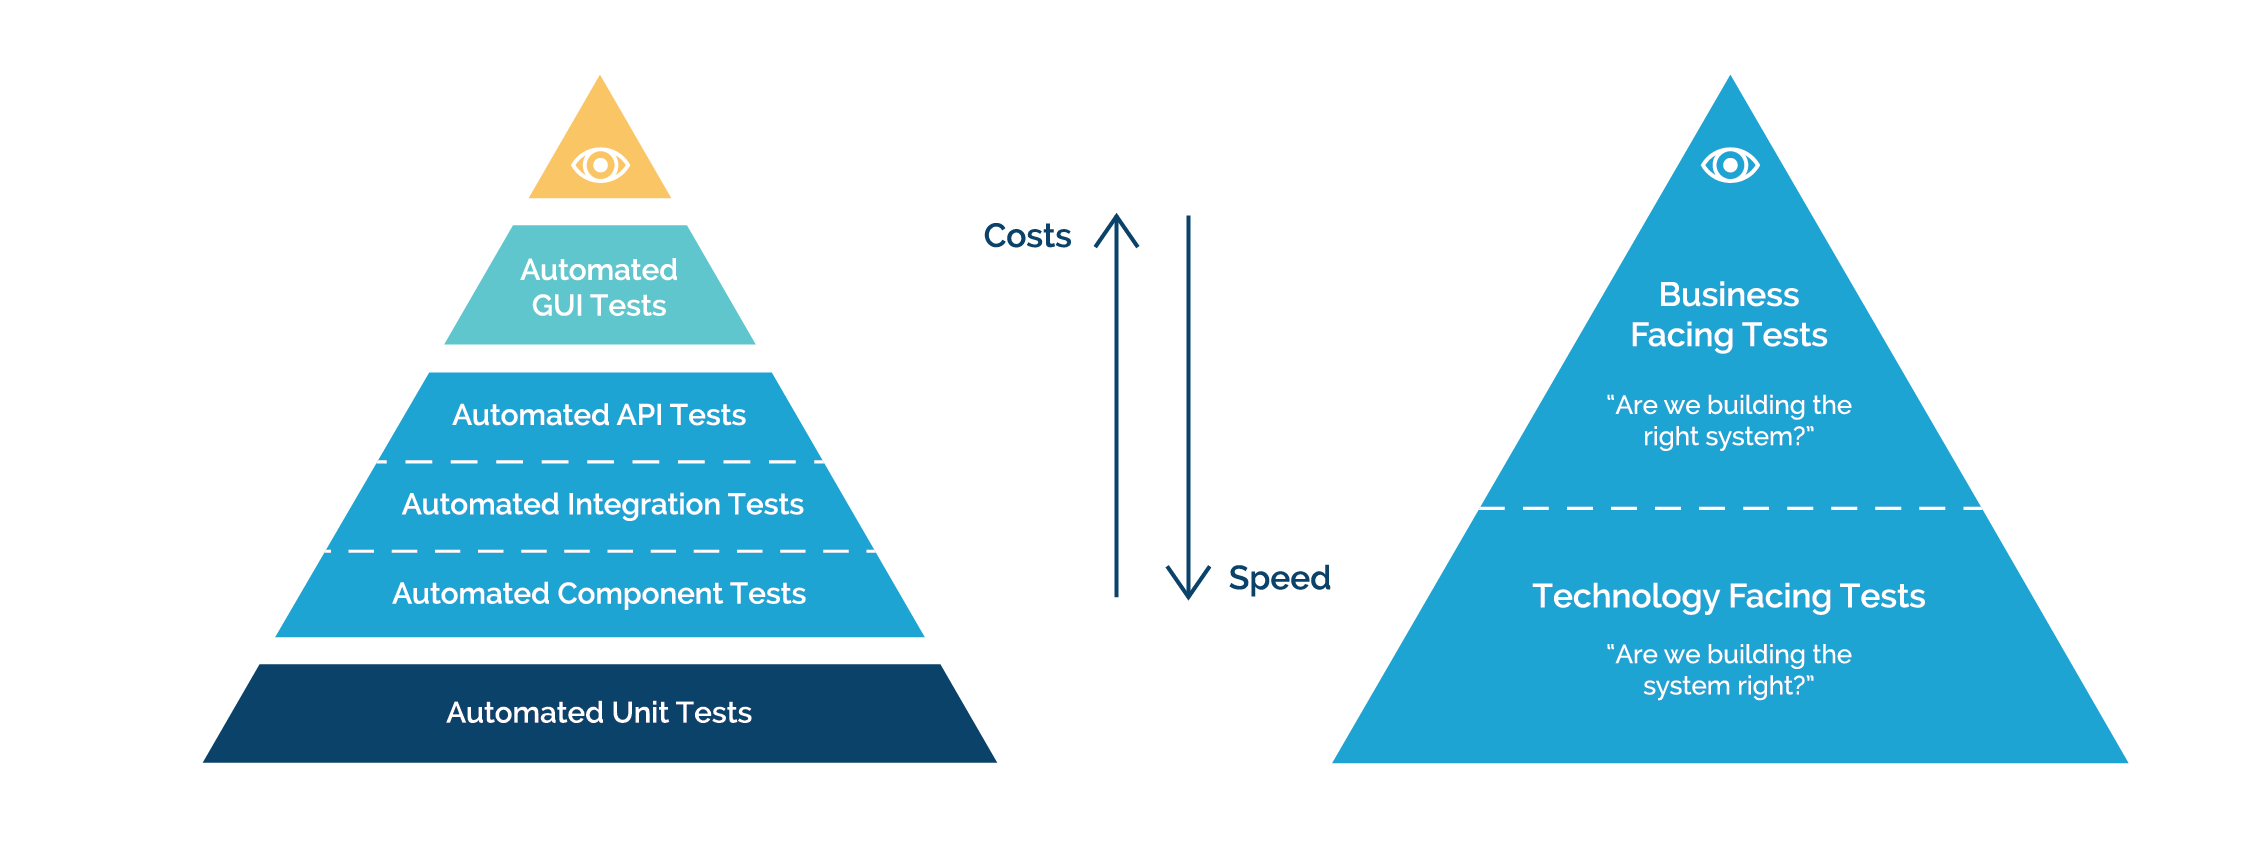 Automated
GUI Tests
Automated API Tests
Automated Integration Tests
Automated Component Tests
Automated Unit Tests
Costs
Speed
Business
Facing Tests
“Are we building the
right system?”
Technology Facing Tests
“Are we building the
system right?”